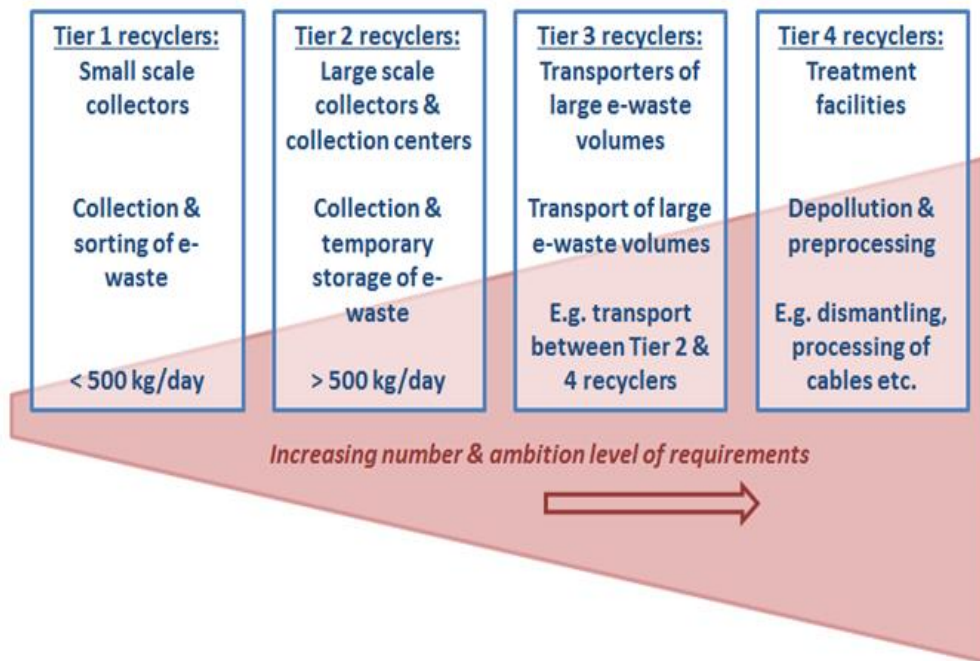 Tier 1 recyclers:
Small scale
collectors
Collection &
sorting of e-
waste
< 500 kg/day
Tier 2 recyclers:
Large scale
collectors &
collection centers
Collection &
temporary
storage of e-
waste
> 500 kg/day
Tier 3 recyclers:
Transporters of
large e-waste
volumes
Transport of large
e-waste volumes
E.g. transport
between Tier 2 &
4 recyclers
Tier 4 recyclers:
Treatment
facilities
Depollution &
preprocessing
E.g. dismantling,
processing of
cables etc.
Increasing number & ambition level of requirements